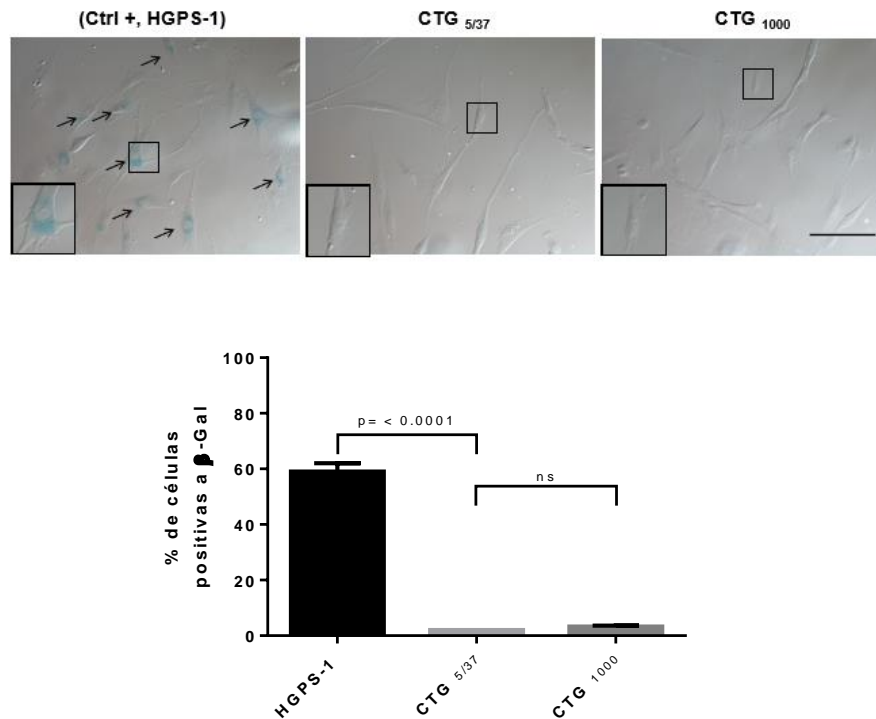 (Ctrl +, HGPS-1)
CTG 5/37
CTG 1000
100
80
60
40
20
0
% de células
positivas a β-Gal
p= < 0.0001
ns
HGPS-1
CTG 5/37
CTG 1000